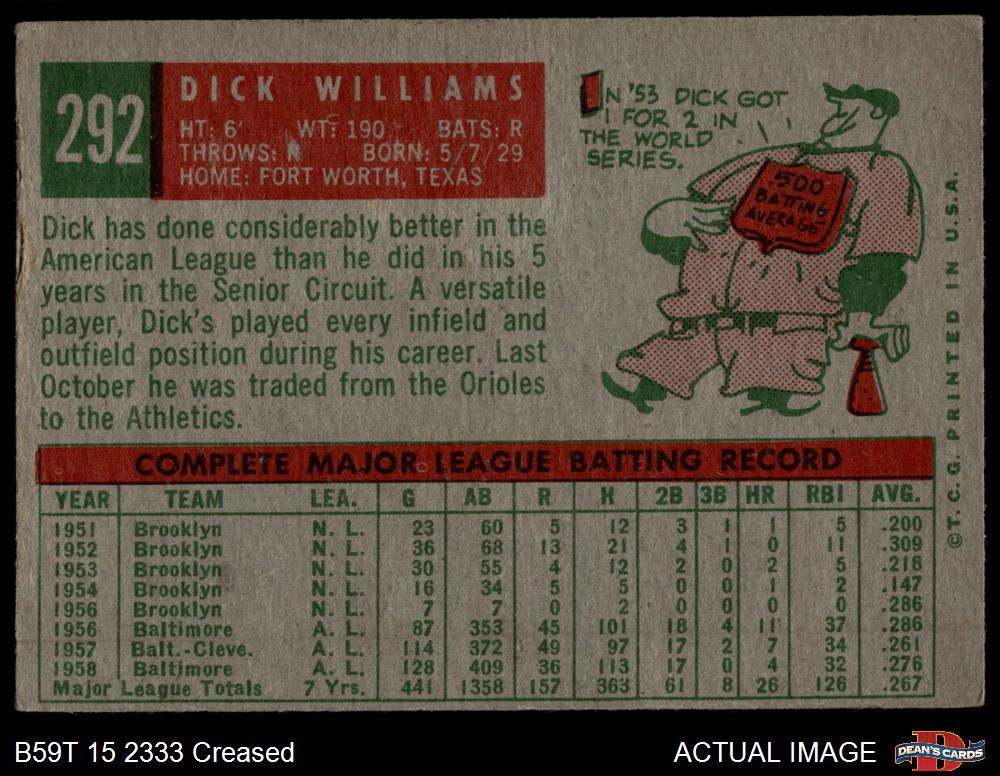 292
DICK WILLIAMS
HT: 6' WT: 190 BATS: R
THROWS: R BORN: 5/7/29
HOME: FORT WORTH, TEXAS
IN '53 DICK GOT
1 FOR 2 IN
THE WORLD
SERIES.
.500
BATTING
AVERAGE
Dick has done considerably better in the
American League than he did in his 5
years in the Senior Circuit. A versatile
player, Dick's played every infield and
outfield position during his career. Last
October he was traded from the Orioles
to the Athletics.
COMPLETE MAJOR LEAGUE BATTING RECORD
YEAR TEAM LEA. G AB R H 2B 3B HR RBI AVG.
1951 Brooklyn N. L. 23 60 5 12 3 1 1 5 .200
1952 Brooklyn N. L. 36 68 13 21 4 1 0 11 .309
1953 Brooklyn N. L. 30 55 4 12 2 0 2 5 .218
1954 Brooklyn N. L. 16 34 5 5 0 0 1 2 .147
1956 Brooklyn N. L. 7 7 0 2 0 0 0 0 .286
1956 Baltimore A. L. 87 353 45 101 18 4 11 37 .286
1957 Balt.-Cleve. A. L. 114 372 49 97 17 2 7 34 .261
1958 Baltimore A. L. 128 409 36 113 17 0 4 32 .276
Major League Totals 7 Yrs. 441 1358 157 363 61 8 26 126 .267
©T. C. G. PRINTED IN U.S.A.
B59T 15 2333 Creased
ACTUAL IMAGE
DEAN'S CARDS